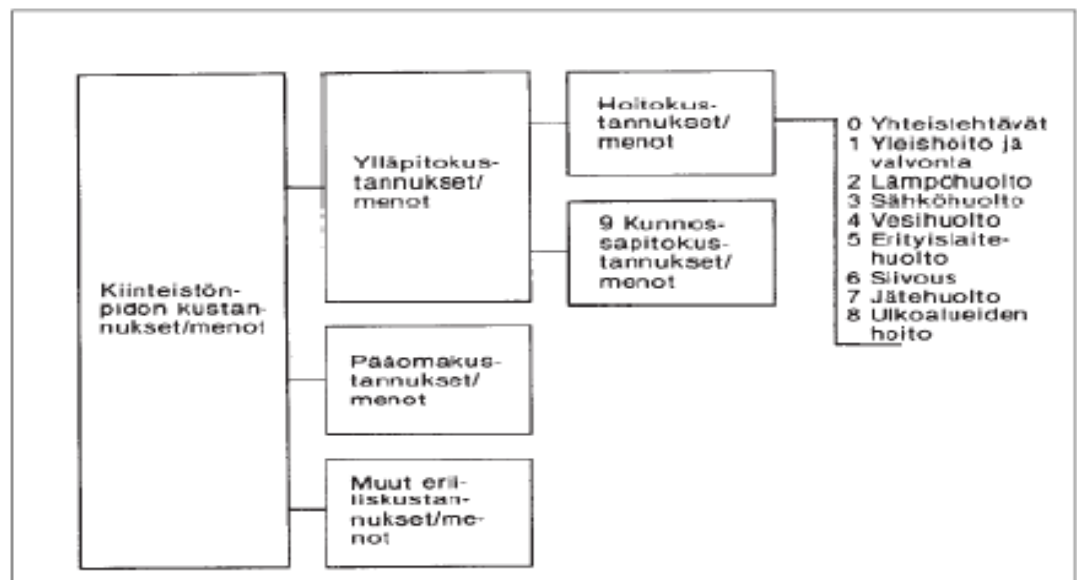 Kiinteistön-
pidon kustan-
nukset/menot
Ylläpitokus-
tannukset/
menot
Pääomakus-
tannukset/
menot
Muut eril-
liskustan-
nukset/me-
not
Hoitokus-
tannukset/
menot
9 Kunnos-
sapitokus-
tannukset/
menot
0 Yhteistehtävät
1 Yleishoito ja
valvonta
2 Lämpöhuolto
3 Sähköhuolto
4 Vesihuolto
5 Erityislaite-
huolto
6 Siivous
7 Jätehuolto
8 Ulkoalueiden
hoito